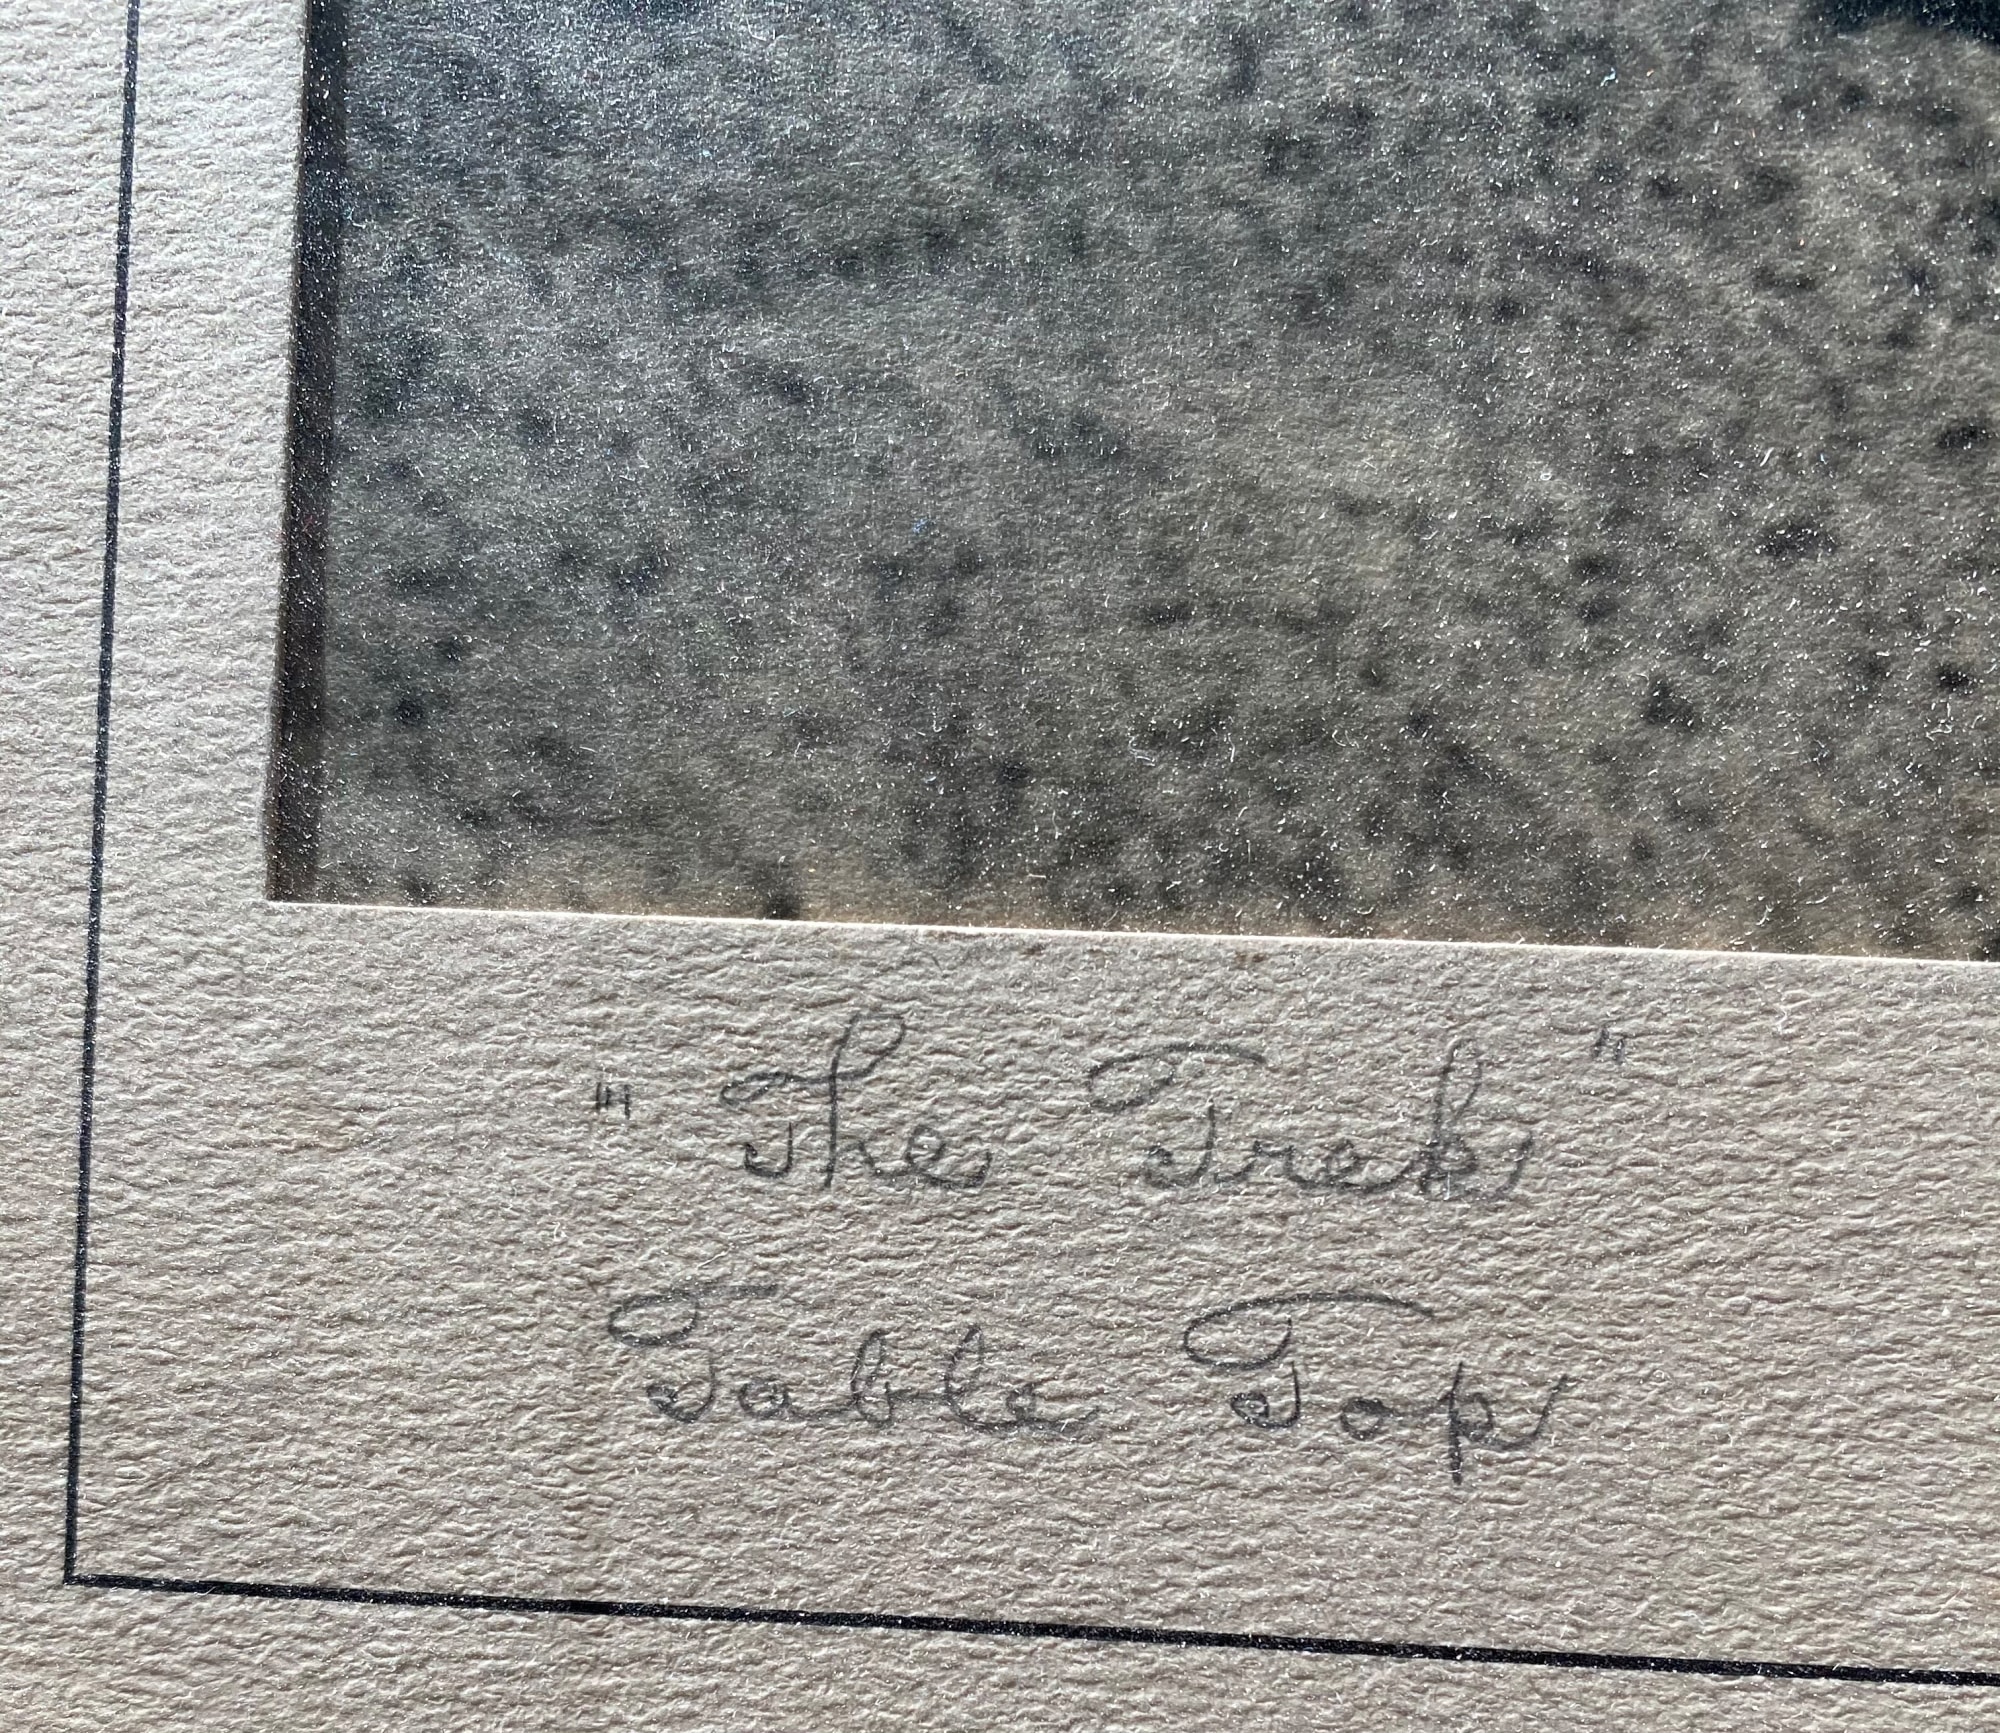 "The Trek"
Table Top